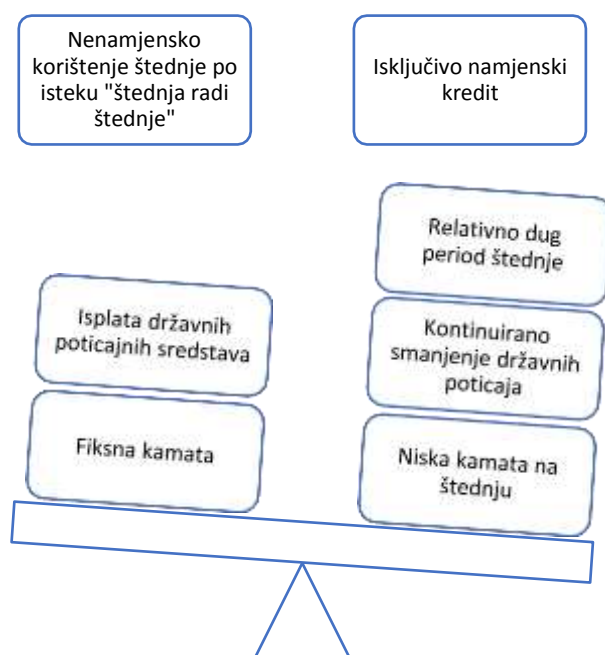 Nenamjensko
korištenje štednje po
isteku "štednja radi
štednje"
Isključivo namjenski
kredit
Relativno dug
period štednje
Isplata državnih
poticajnih sredstava
Kontinuirano
smanjenje državnih
poticaja
Fiksna kamata
Niska kamata na
štednju